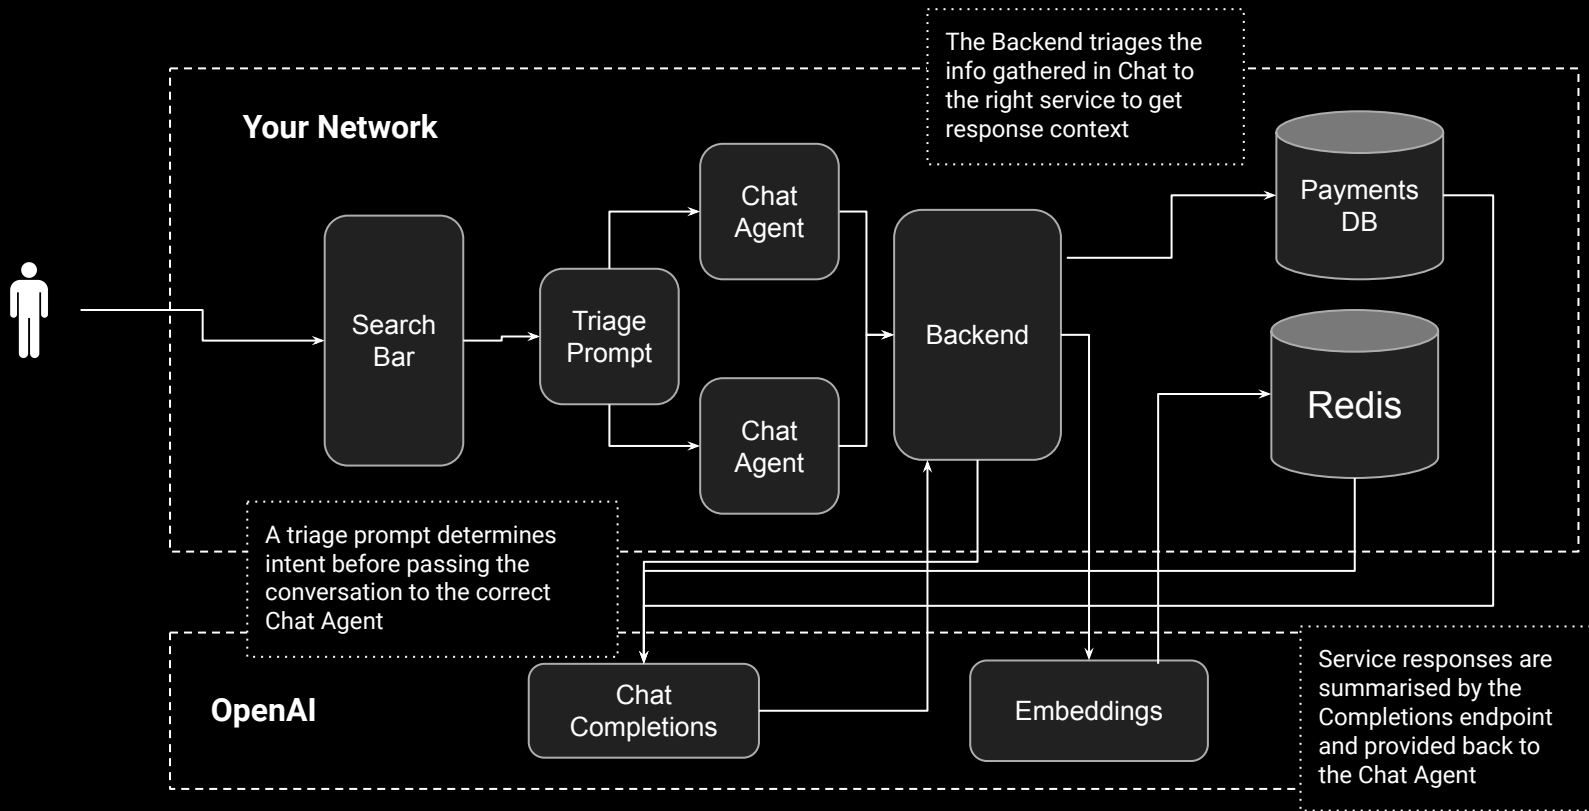 The Backend triages the
info gathered in Chat to
the right service to get
response context
Your Network
Chat
Agent
Payments
DB
Search
Bar
Triage
Prompt
Backend
Redis
Chat
Agent
A triage prompt determines
intent before passing the
conversation to the correct
Chat Agent
OpenAI
Chat
Completions
Embeddings
Service responses are
summarised by the
Completions endpoint
and provided back to
the Chat Agent